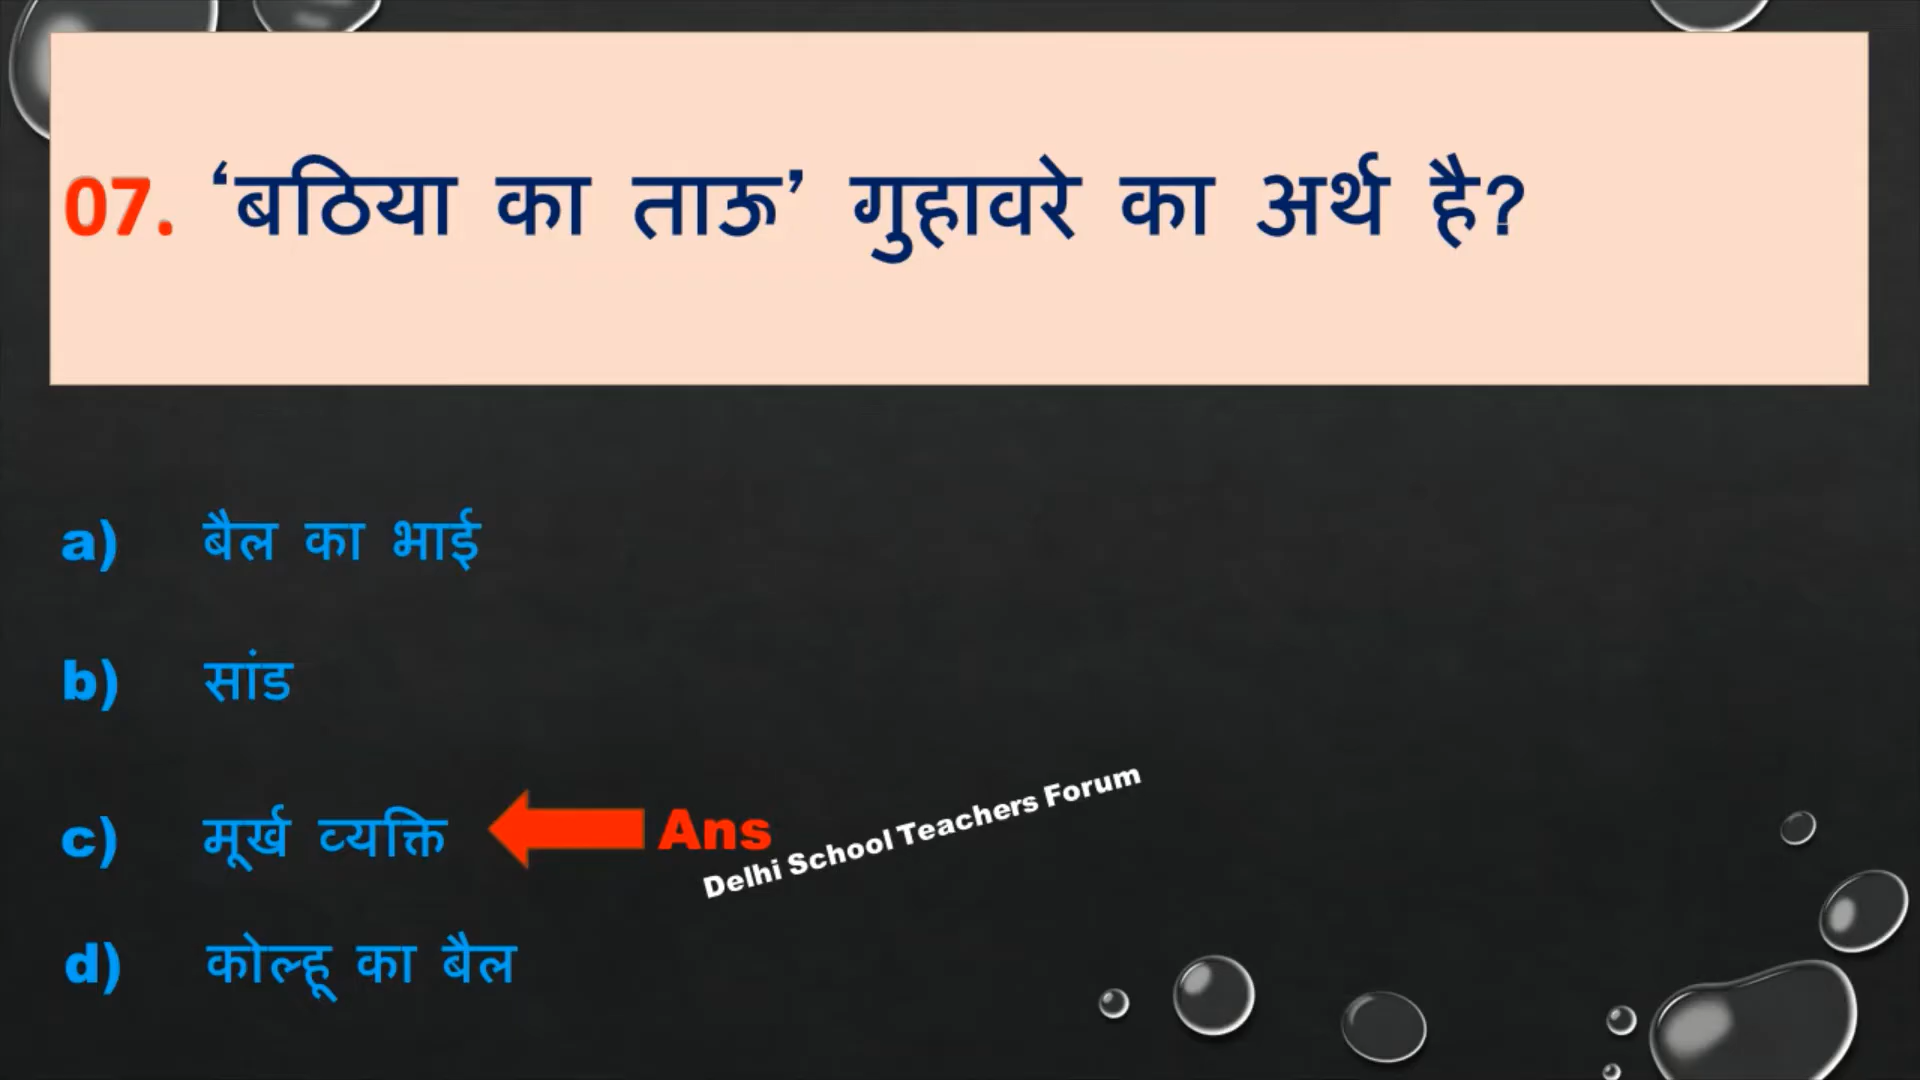 07. ‘बठिया का ताऊ’ गुहावरे का अर्थ है?
a) बैल का भाई
b) सांड
c) मूर्ख व्यक्ति Ans
Delhi School Teachers Forum
d) कोल्हू का बैल